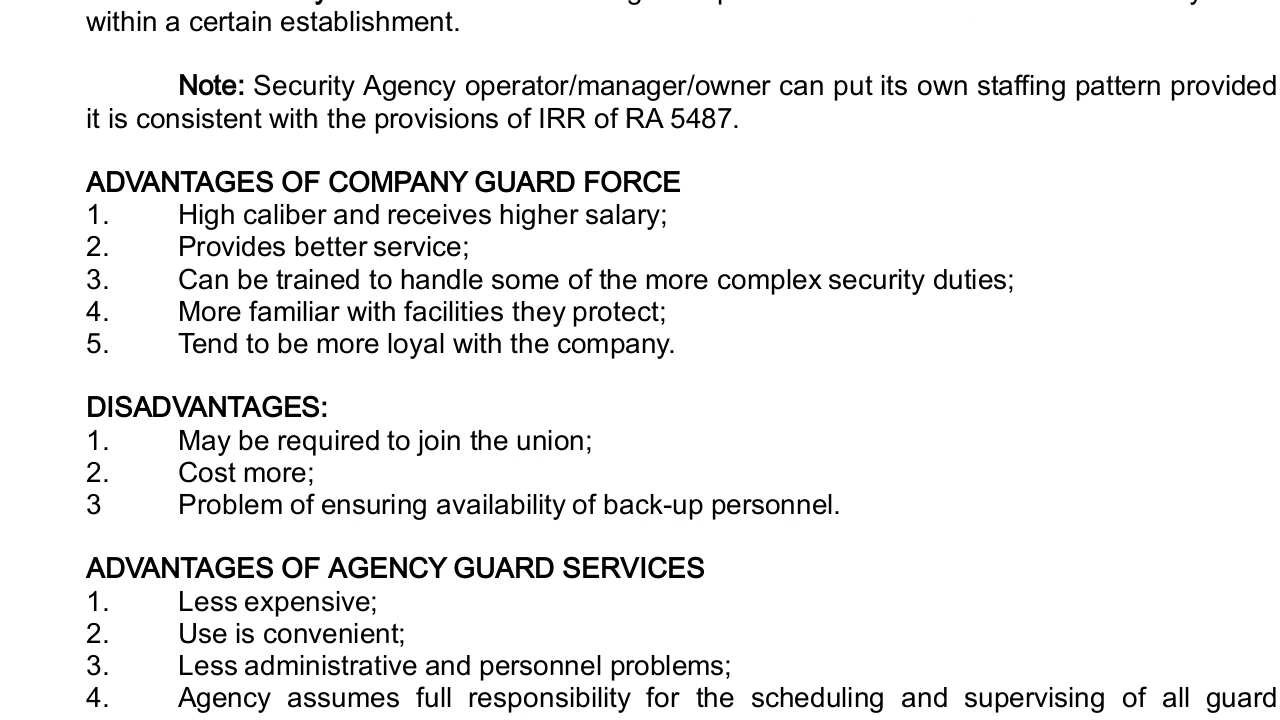 within a certain establishment.
Note: Security Agency operator/manager/owner can put its own staffing pattern provided
it is consistent with the provisions of IRR of RA 5487.
ADVANTAGES OF COMPANY GUARD FORCE
1. High caliber and receives higher salary;
2. Provides better service;
3. Can be trained to handle some of the more complex security duties;
4. More familiar with facilities they protect;
5. Tend to be more loyal with the company.
DISADVANTAGES:
1. May be required to join the union;
2. Cost more;
3 Problem of ensuring availability of back-up personnel.
ADVANTAGES OF AGENCY GUARD SERVICES
1. Less expensive;
2. Use is convenient;
3. Less administrative and personnel problems;
4. Agency assumes full responsibility for the scheduling and supervising of all guard